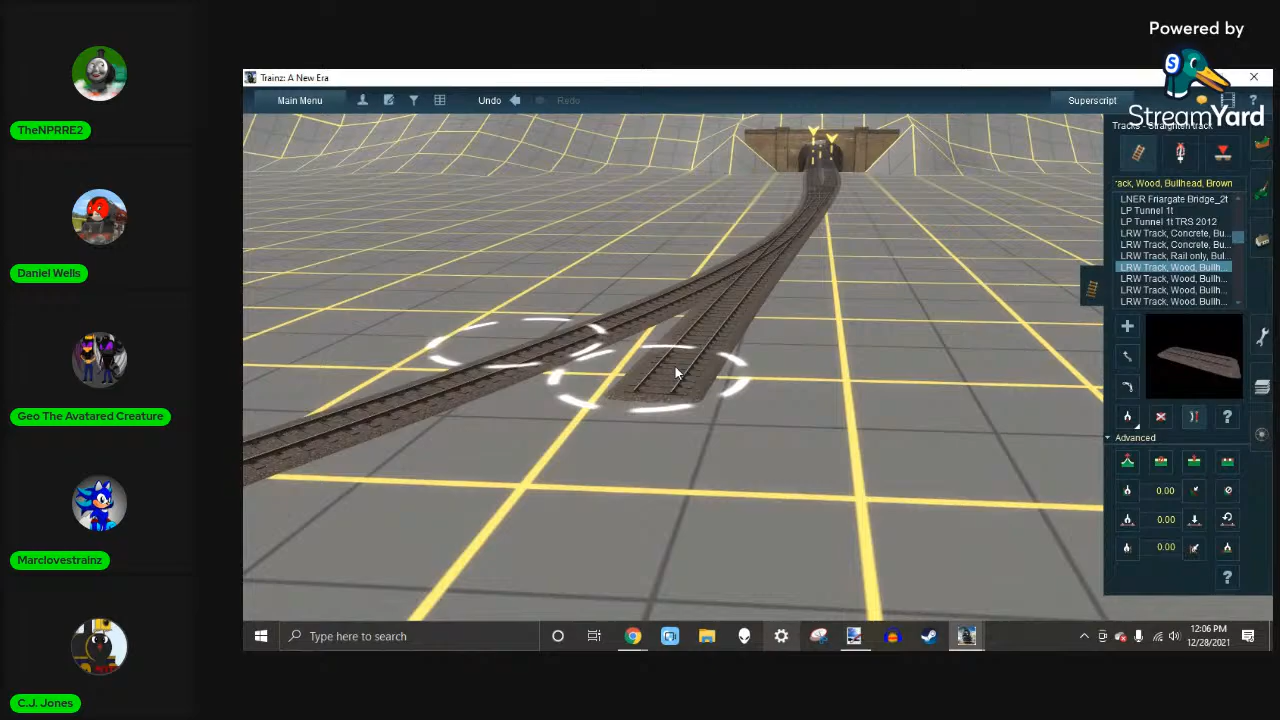 Powered by
StreamYard
TheNPRRE2
Daniel Wells
Geo The Avatared Creature
Marclovestrainz
C.J. Jones
Trainz: A New Era
Main Menu
Undo
Redo
Superscript
?
Tracks - Straighten track
rack, Wood, Bullhead, Brown
LNER Friargate Bridge_2t
LP Tunnel 1t
LP Tunnel 1t TRS 2012
LRW Track, Concrete, Bu...
LRW Track, Concrete, Bu...
LRW Track, Rail only, Bul...
LRW Track, Wood, Bullh...
LRW Track, Wood, Bullh...
LRW Track, Wood, Bullh...
LRW Track, Wood, Bullh...
?
Advanced
0.00
0.00
0.00
?
Type here to search
12:06 PM
12/28/2021